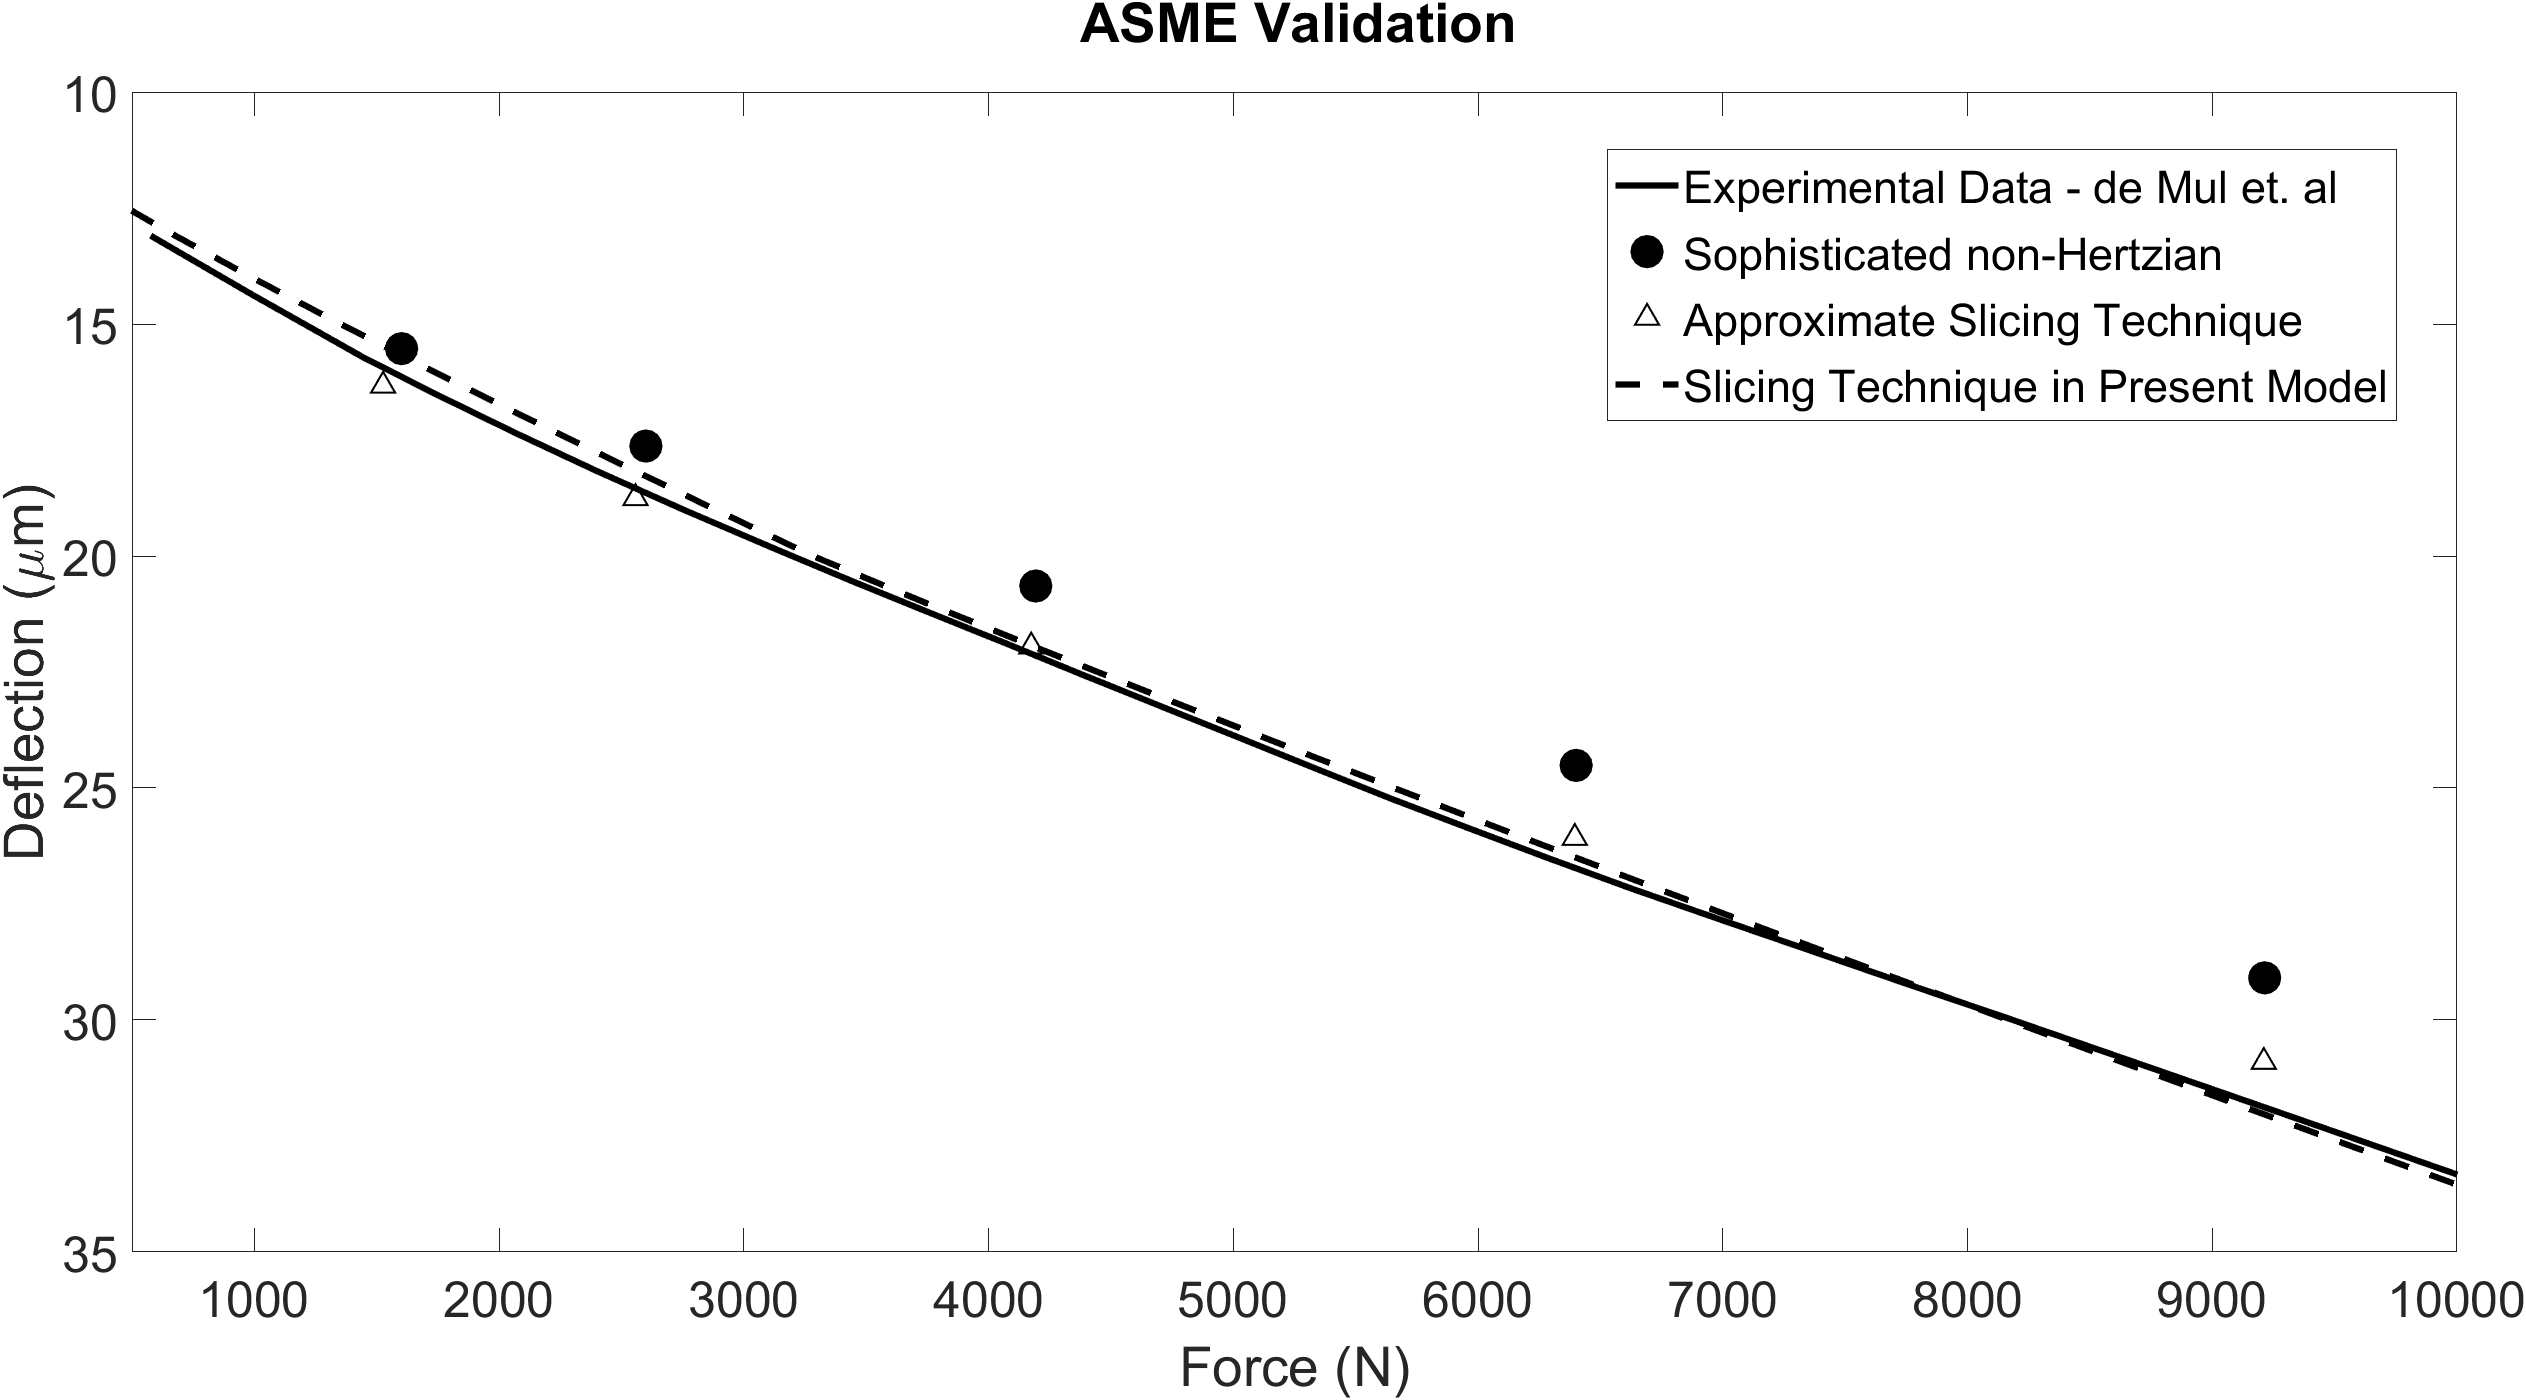 ASME Validation
10
15
20
25
30
35
Deflection (μm)
Experimental Data - de Mul et. al
Sophisticated non-Hertzian
Approximate Slicing Technique
Slicing Technique in Present Model
1000 2000 3000 4000 5000 6000 7000 8000 9000 10000
Force (N)